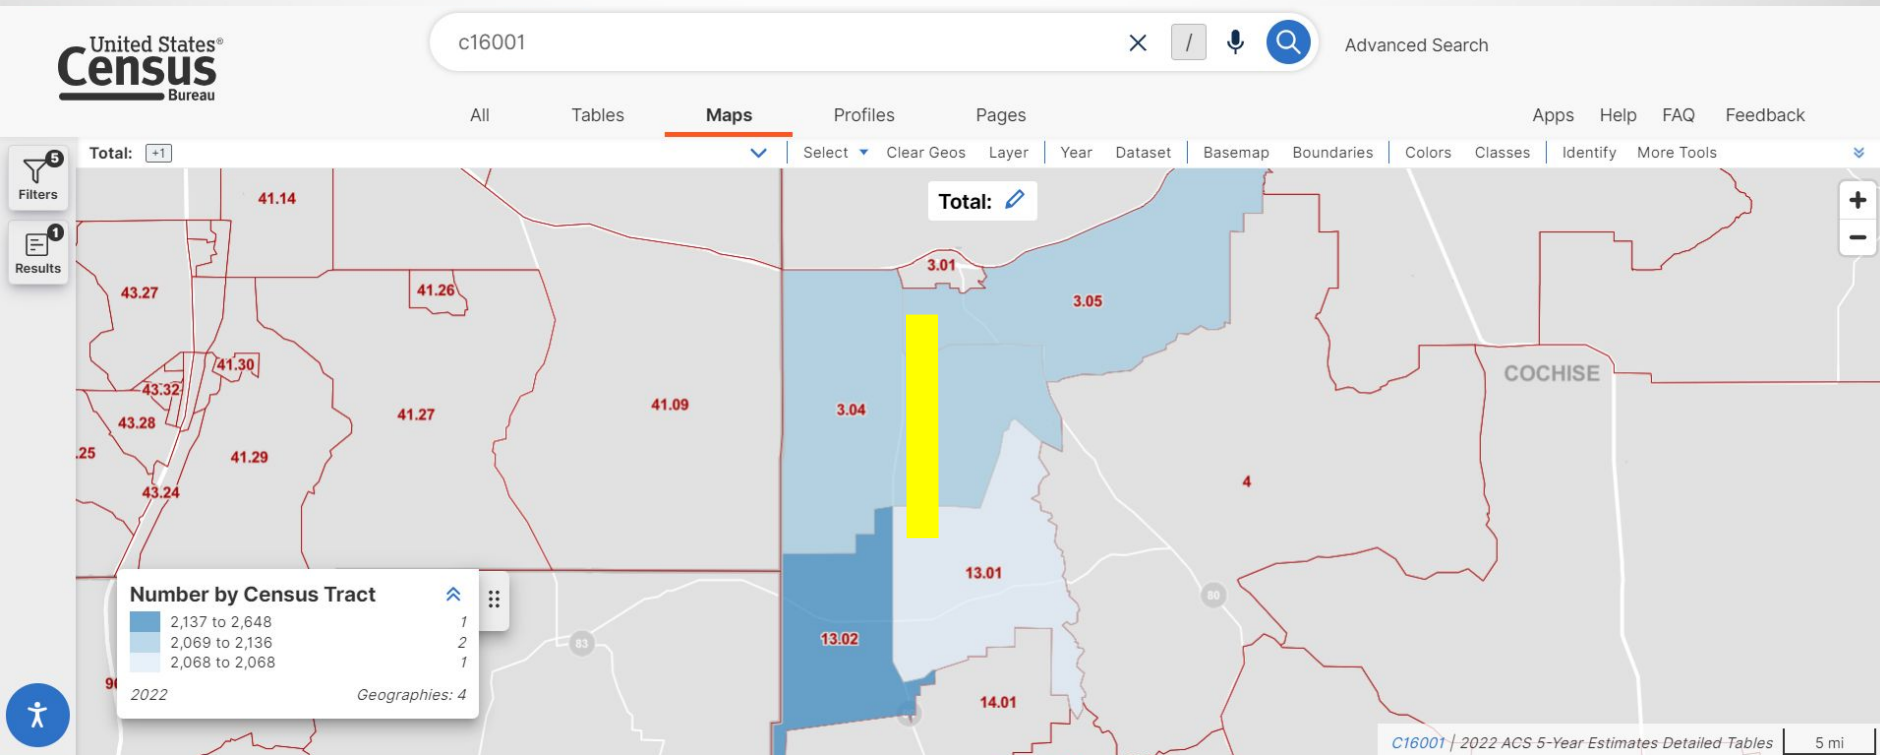 United States®
Census
Bureau
c16001
/
Advanced Search
All
Tables
Maps
Profiles
Pages
Apps
Help
FAQ
Feedback
5
Filters
1
Results
Total: +1
Select
Clear Geos
Layer
Year
Dataset
Basemap
Boundaries
Colors
Classes
Identify
More Tools
Total:
+
−
41.14
3.01
43.27
41.26
3.05
41.30
COCHISE
43.32
41.09
3.04
41.27
43.28
.25
41.29
4
43.24
13.01
80
13.02
83
14.01
Number by Census Tract
2,137 to 2,648 1
2,069 to 2,136 2
2,068 to 2,068 1
2022 Geographies: 4
C16001 | 2022 ACS 5-Year Estimates Detailed Tables
5 mi